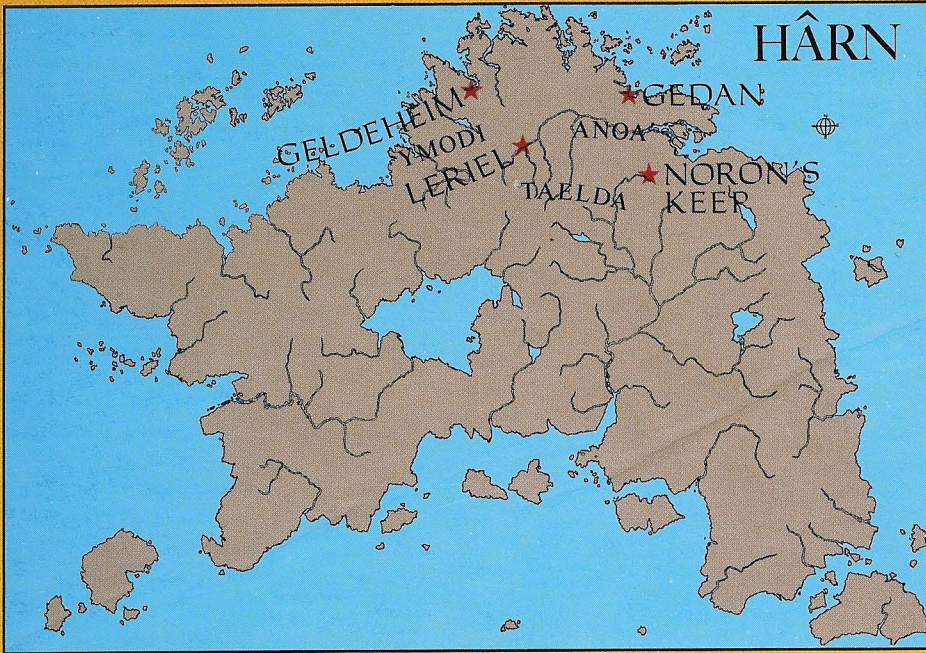 HÂRN
GELDEHEIM
GEDAN
YMODI
ANOA
LERIEL
TAELDA
NORON'S
KEEP